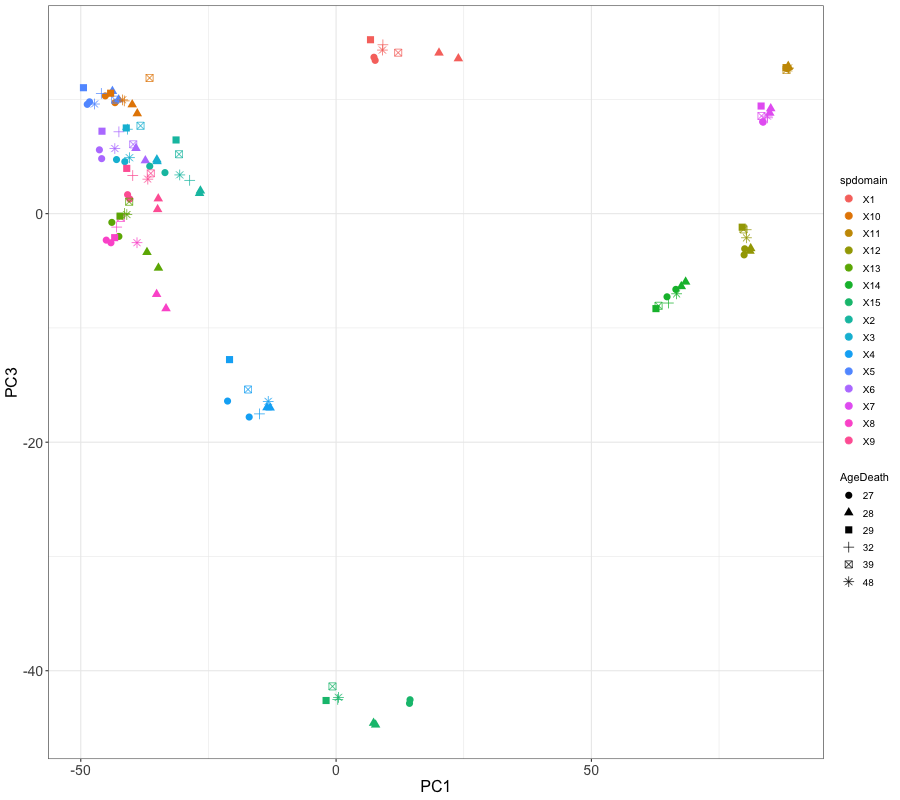 0
-20
-40
PC3
-50
0
50
PC1
spdomain
X1
X10
X11
X12
X13
X14
X15
X2
X3
X4
X5
X6
X7
X8
X9
AgeDeath
27
28
29
32
39
48